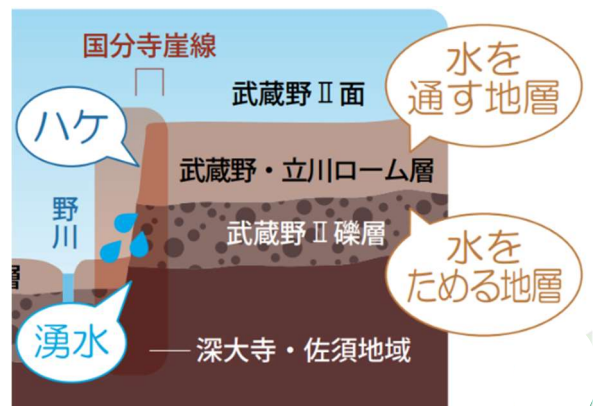 国分寺崖線
武蔵野Ⅱ面
水を
通す地層
ハケ
武蔵野・立川ローム層
野川
武蔵野Ⅱ礫層
水を
ためる地層
層
湧水
深大寺・佐須地域